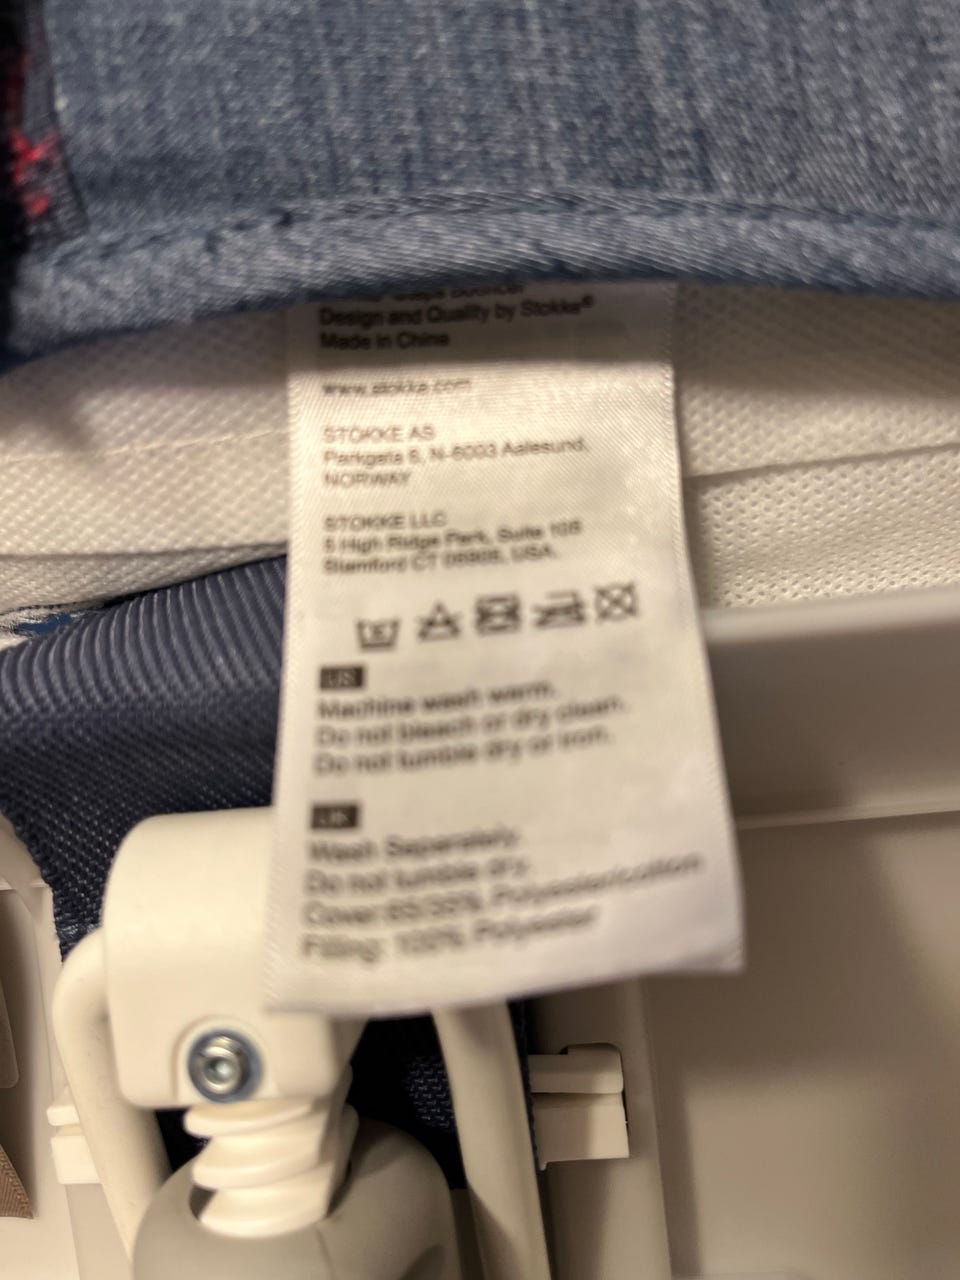 Steps Bouncer
Design and Quality by Stokke®
Made in China
www.stokke.com
STOKKE AS
Parkgata 6, N-6003 Aalesund,
NORWAY
STOKKE LLC
5 High Ridge Park, Suite 105
Stamford CT 06905, USA.
US
Machine wash warm.
Do not bleach or dry clean.
Do not tumble dry or iron.
UK
Wash Separately.
Do not tumble dry.
Cover: 65/35% Polyester/cotton
Filling: 100% Polyester